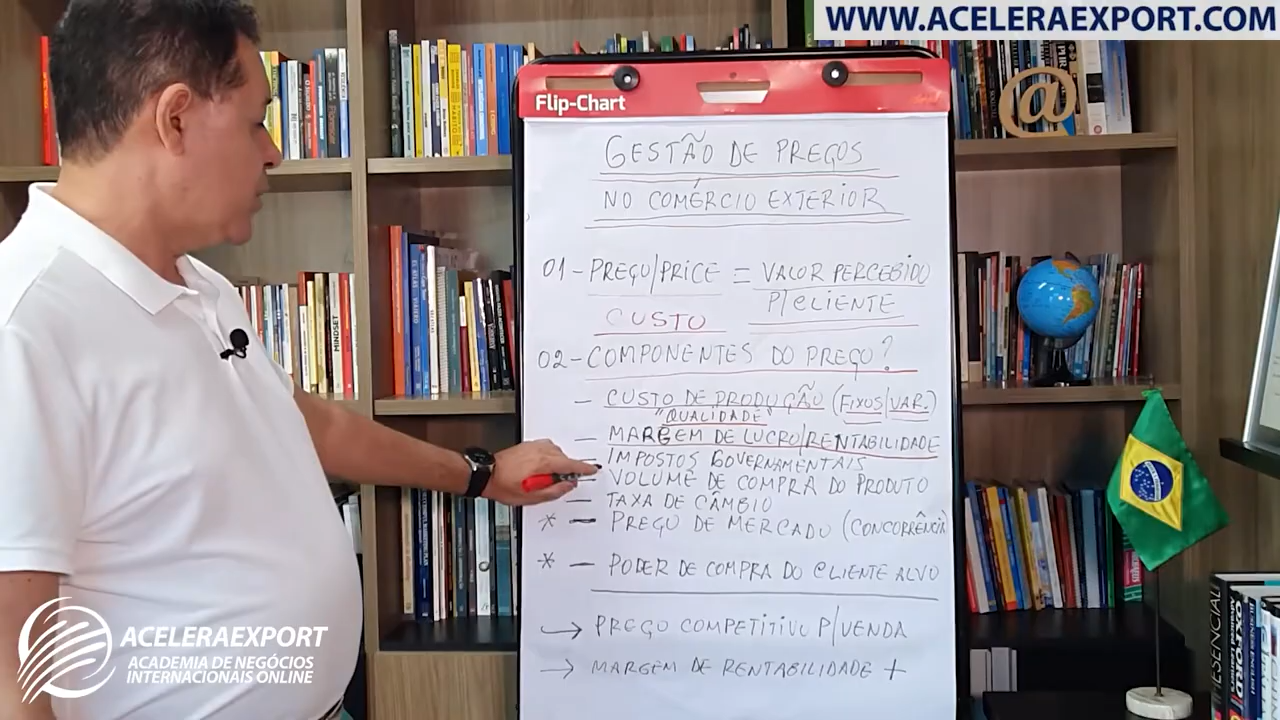 WWW.ACELERAEXPORT.COM
Flip-Chart
GESTÃO DE PREÇOS
NO COMÉRCIO EXTERIOR
01 - PREÇO/PRICE = VALOR PERCEBIDO
P/CLIENTE
CUSTO
02 - COMPONENTES DO PREÇO?
- CUSTO DE PRODUÇÃO (FIXOS/VAR.)
"QUALIDADE"
- MARGEM DE LUCRO/RENTABILIDADE
- IMPOSTOS GOVERNAMENTAIS
- VOLUME DE COMPRA DO PRODUTO
- TAXA DE CÂMBIO
* - PREÇO DE MERCADO (CONCORRÊNCIA)
* - PODER DE COMPRA DO CLIENTE ALVO
→ PREÇO COMPETITIVO P/VENDA
→ MARGEM DE RENTABILIDADE +
MINDSET
OXFORD
ACELERAEXPORT
ACADEMIA DE NEGÓCIOS
INTERNACIONAIS ONLINE